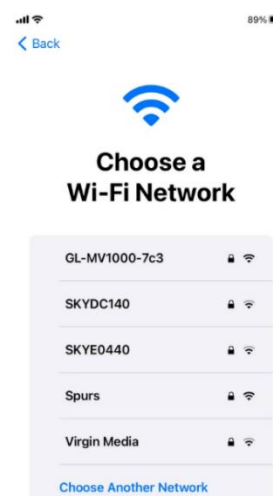 89%
Back
Choose a
Wi-Fi Network
GL-MV1000-7c3
SKYDC140
SKYE0440
Spurs
Virgin Media
Choose Another Network